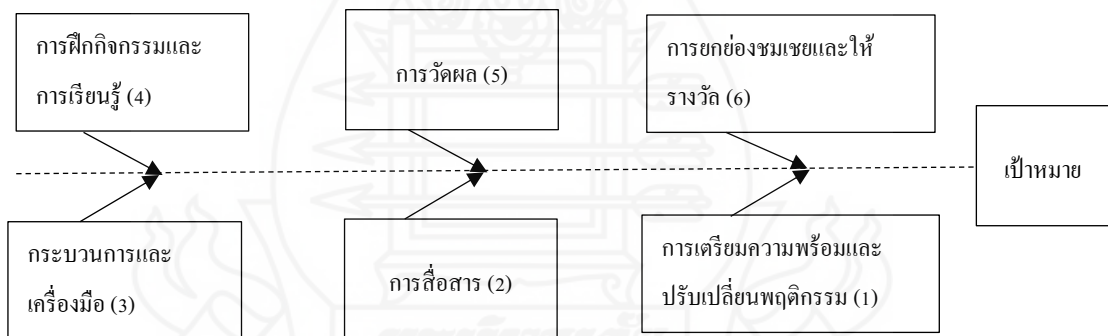 การฝึกกิจกรรมและ
การเรียนรู้ (4)
การวัดผล (5)
การยกย่องชมเชยและให้
รางวัล (6)
เป้าหมาย
กระบวนการและ
เครื่องมือ (3)
การสื่อสาร (2)
การเตรียมความพร้อมและ
ปรับเปลี่ยนพฤติกรรม (1)